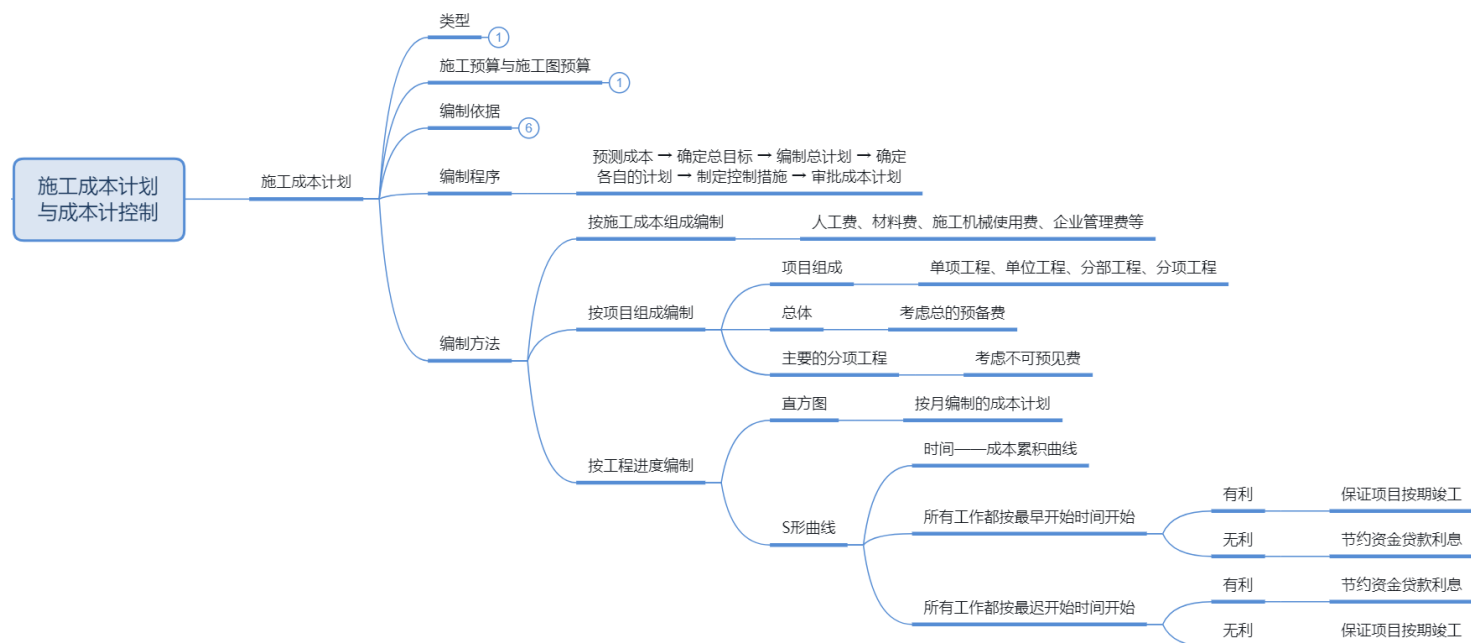 施工成本计划
与成本计控制
施工成本计划
类型
1
施工预算与施工图预算
1
编制依据
6
编制程序
预测成本 → 确定总目标 → 编制总计划 → 确定
各自的计划 → 制定控制措施 → 审批成本计划
编制方法
按施工成本组成编制
人工费、材料费、施工机械使用费、企业管理费等
按项目组成编制
项目组成
单项工程、单位工程、分部工程、分项工程
总体
考虑总的预备费
主要的分项工程
考虑不可预见费
按工程进度编制
直方图
按月编制的成本计划
S形曲线
时间——成本累积曲线
所有工作都按最早开始时间开始
有利
保证项目按期竣工
无利
节约资金贷款利息
所有工作都按最迟开始时间开始
有利
节约资金贷款利息
无利
保证项目按期竣工